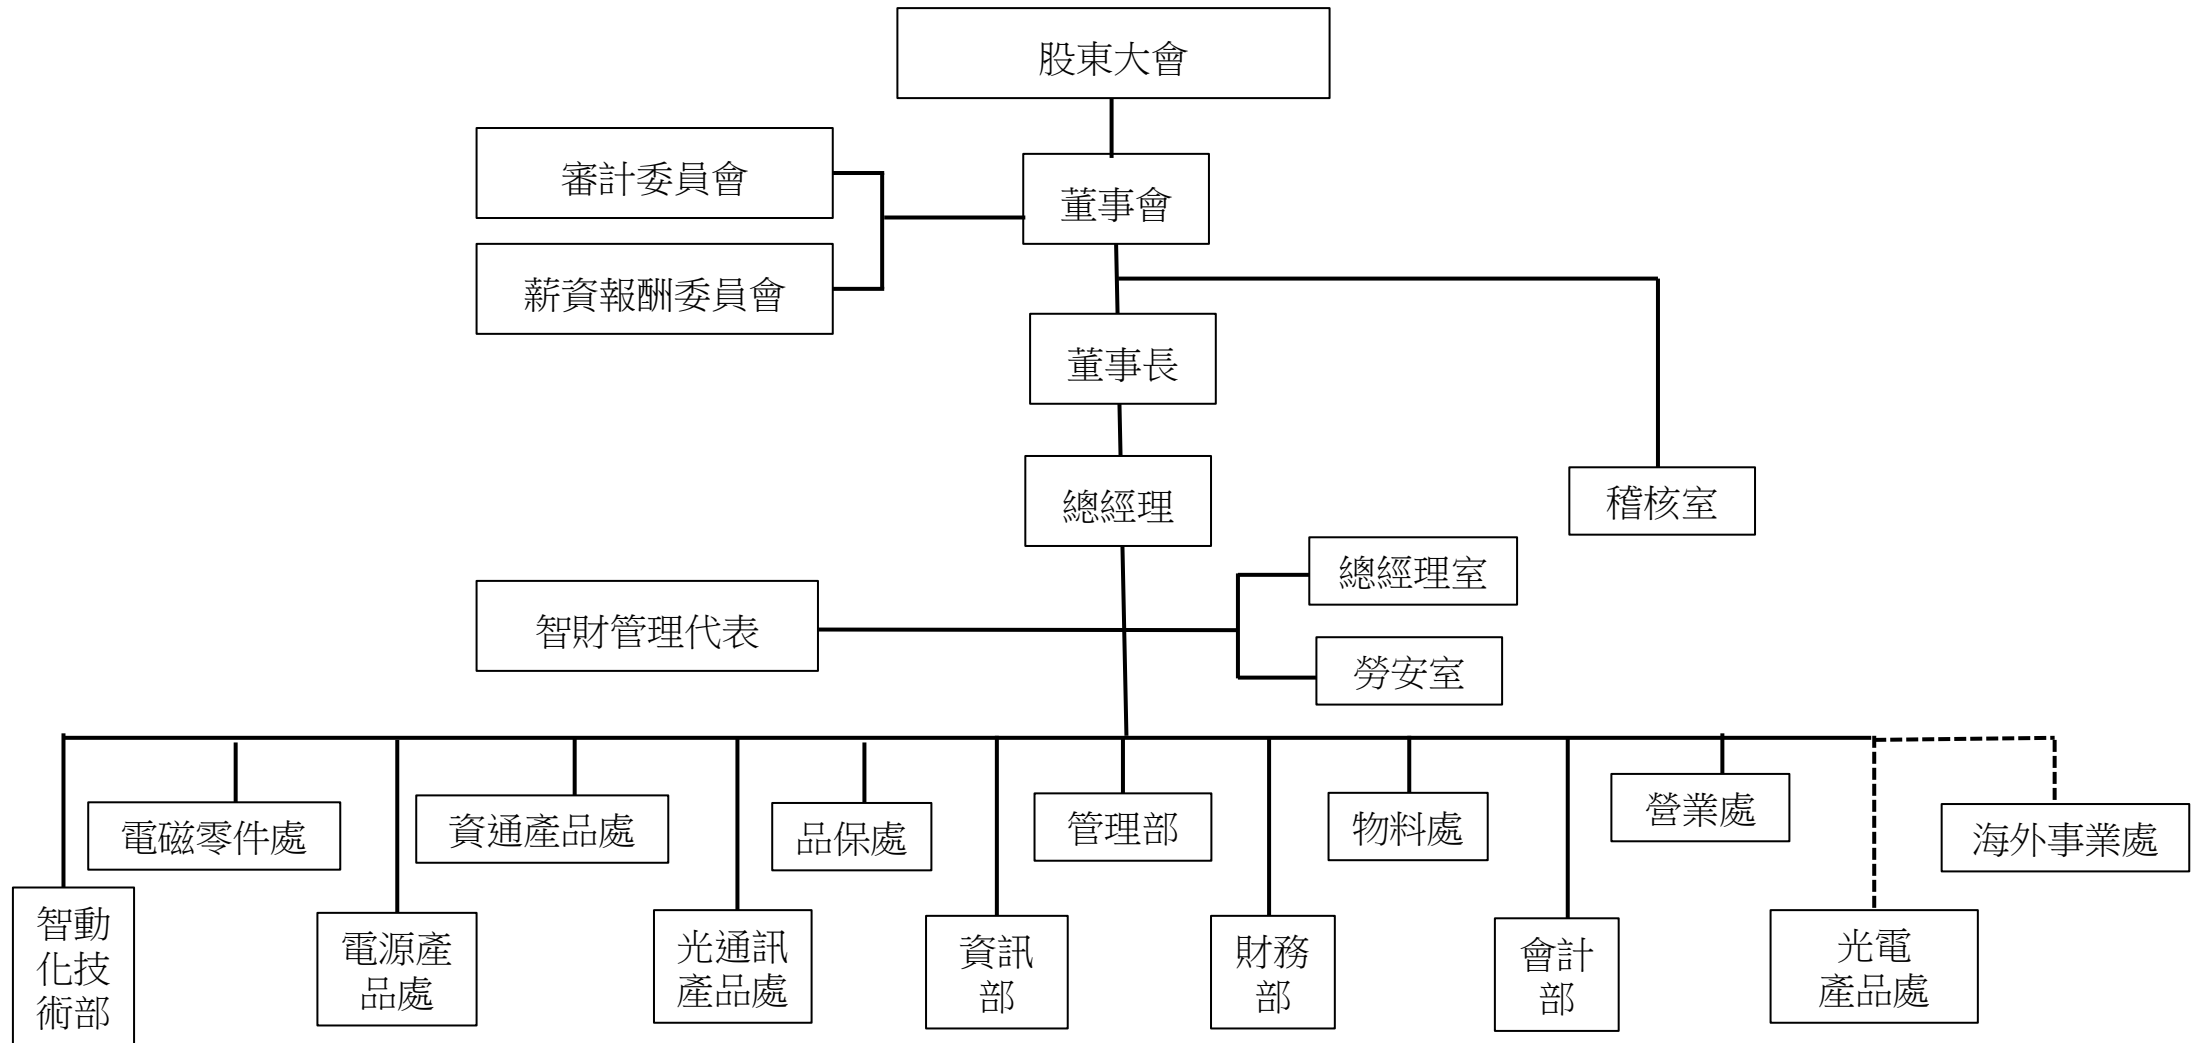 股東大會
審計委員會
董事會
薪資報酬委員會
董事長
總經理
稽核室
總經理室
智財管理代表
勞安室
電磁零件處
資通產品處
品保處
管理部
物料處
營業處
海外事業處
智動
化技
術部
電源產
品處
光通訊
產品處
資訊
部
財務
部
會計
部
光電
產品處